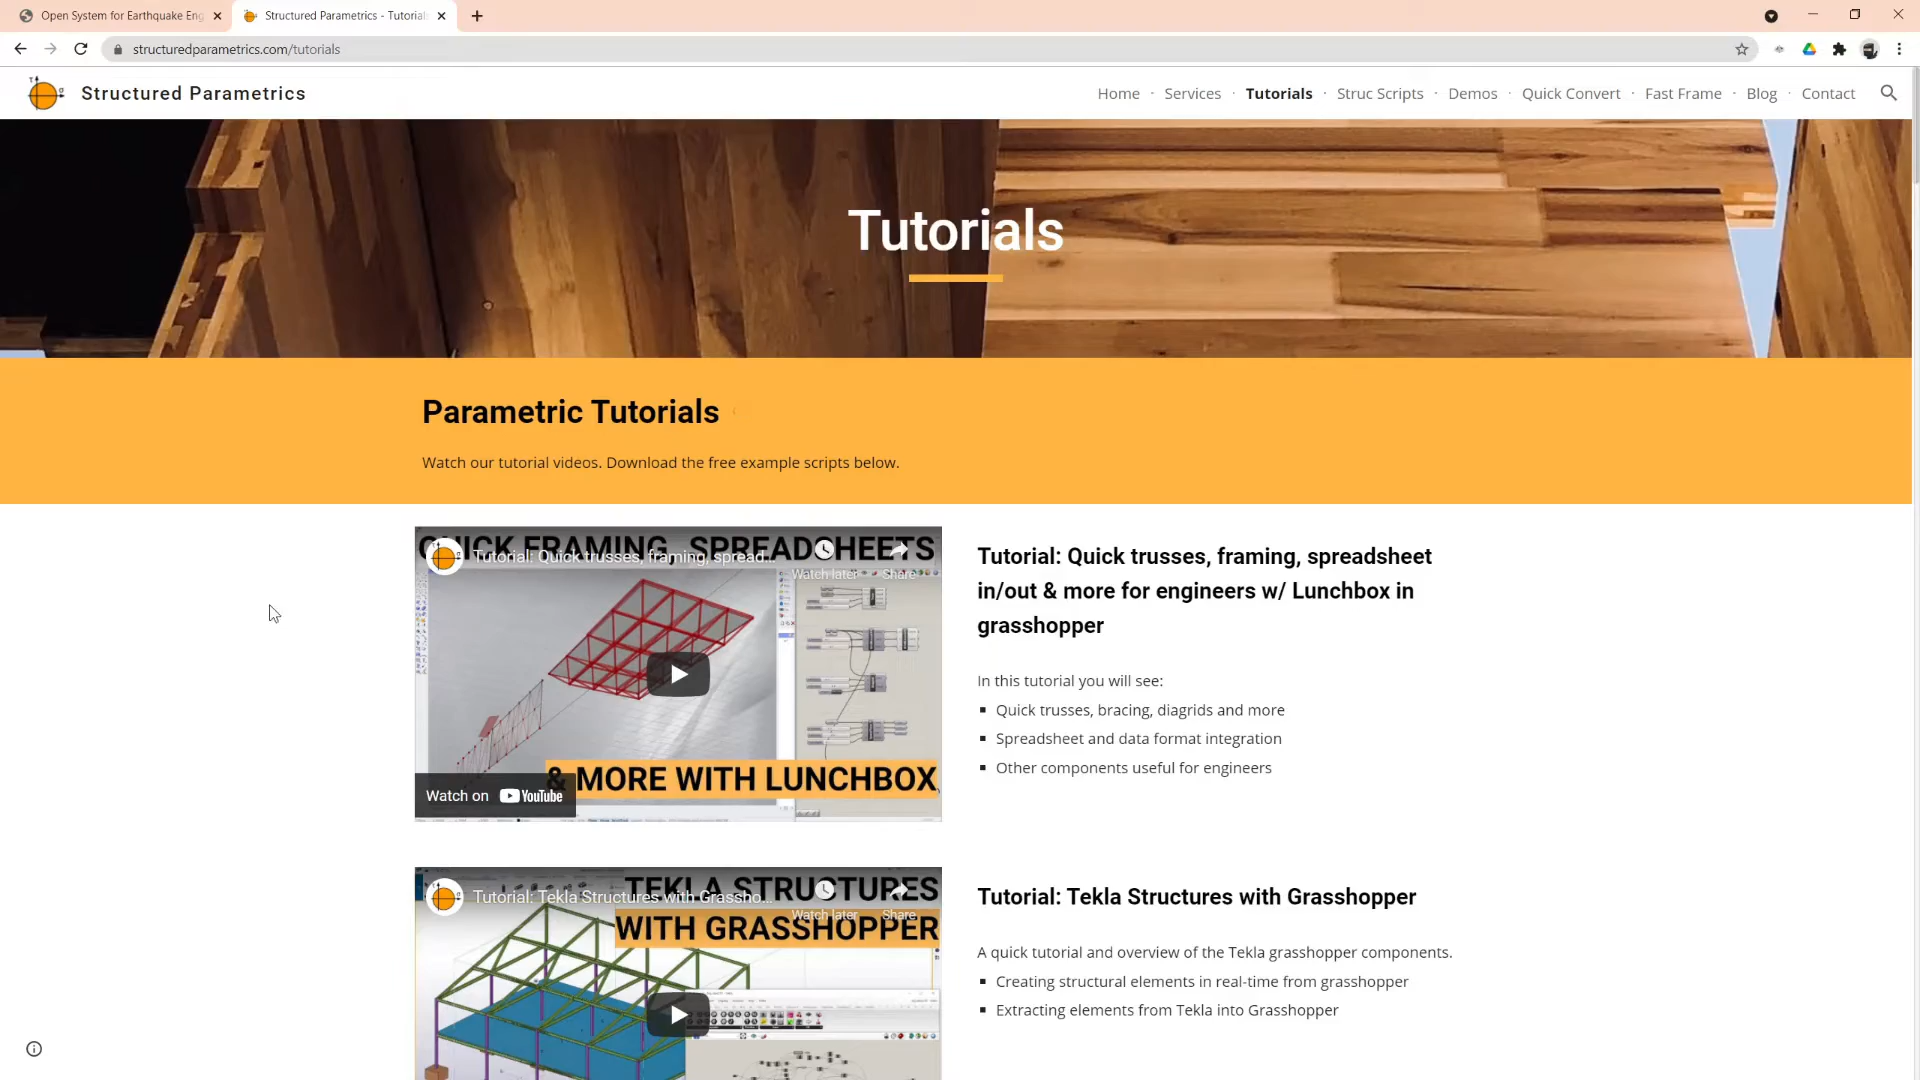 Open System for Earthquake Eng
Structured Parametrics - Tutorial
structuredparametrics.com/tutorials
Structured Parametrics
Home · Services · Tutorials · Struc Scripts · Demos · Quick Convert · Fast Frame · Blog · Contact
Tutorials
Parametric Tutorials
Watch our tutorial videos. Download the free example scripts below.
QUICK FRAMING, SPREADSHEETS
Tutorial: Quick trusses, framing, spread...
Watch later
Share
& MORE WITH LUNCHBOX
Watch on YouTube
Tutorial: Quick trusses, framing, spreadsheet
in/out & more for engineers w/ Lunchbox in
grasshopper
In this tutorial you will see:
▪ Quick trusses, bracing, diagrids and more
▪ Spreadsheet and data format integration
▪ Other components useful for engineers
TEKLA STRUCTURES
Tutorial: Tekla Structures with Grassho...
Watch later
Share
WITH GRASSHOPPER
Tutorial: Tekla Structures with Grasshopper
A quick tutorial and overview of the Tekla grasshopper components.
▪ Creating structural elements in real-time from grasshopper
▪ Extracting elements from Tekla into Grasshopper